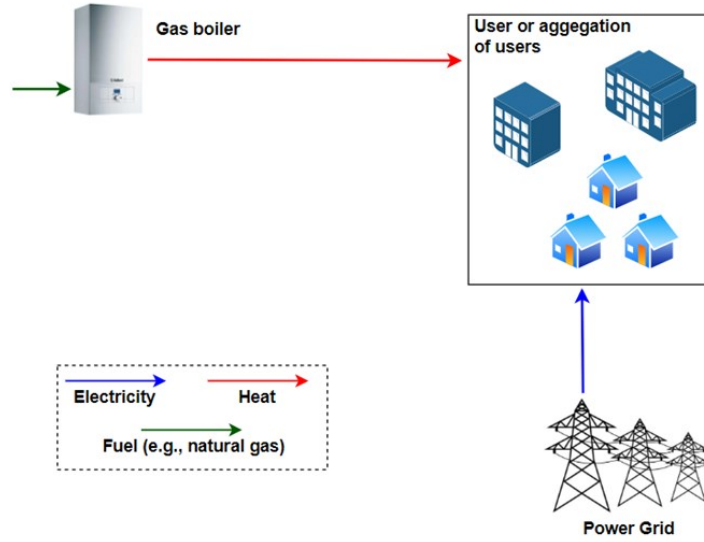 Gas boiler
User or aggegation
of users
Electricity
Heat
Fuel (e.g., natural gas)
Power Grid